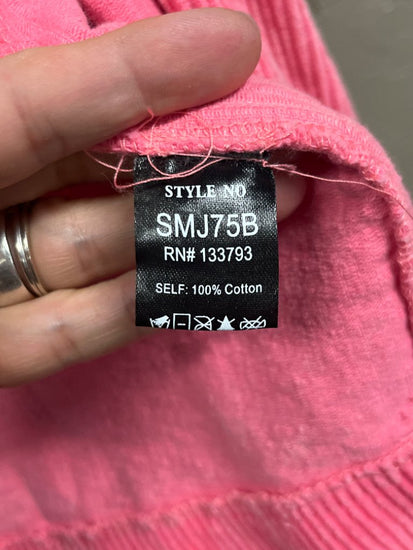 STYLE NO
SMJ75B
RN# 133793
SELF: 100% Cotton